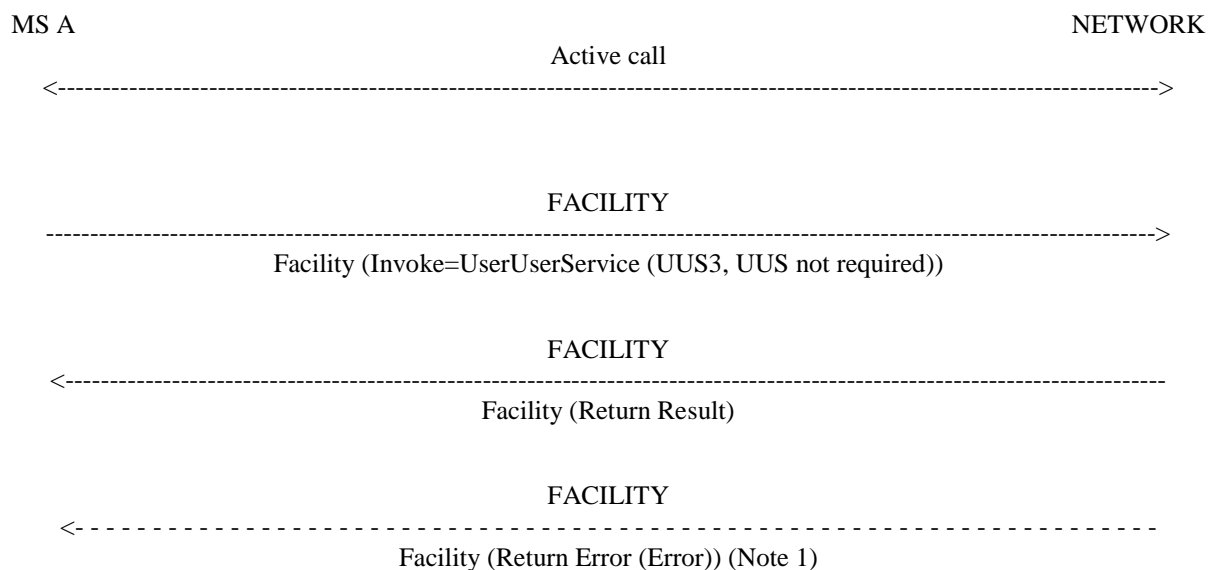 MS A NETWORK
Active call
<----------------------------------------------------------------------------------------------------------------------------->
FACILITY
------------------------------------------------------------------------------------------------------------------------------>
Facility (Invoke=UserUserService (UUS3, UUS not required))
FACILITY
<-----------------------------------------------------------------------------------------------------------------------------
Facility (Return Result)
FACILITY
<- - - - - - - - - - - - - - - - - - - - - - - - - - - - - - - - - - - - - - - - - - - - - - - - - - - - - - - - -
Facility (Return Error (Error)) (Note 1)